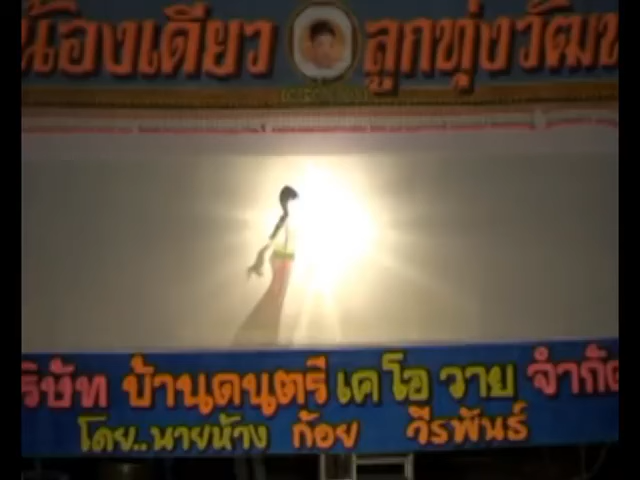 น้องเดียว ลูกทุ่งวัฒน
ริษัท บ้านดนตรี เค โอ วาย จำกัด
โดย..นายห้าง ก้อย วีรพันธ์